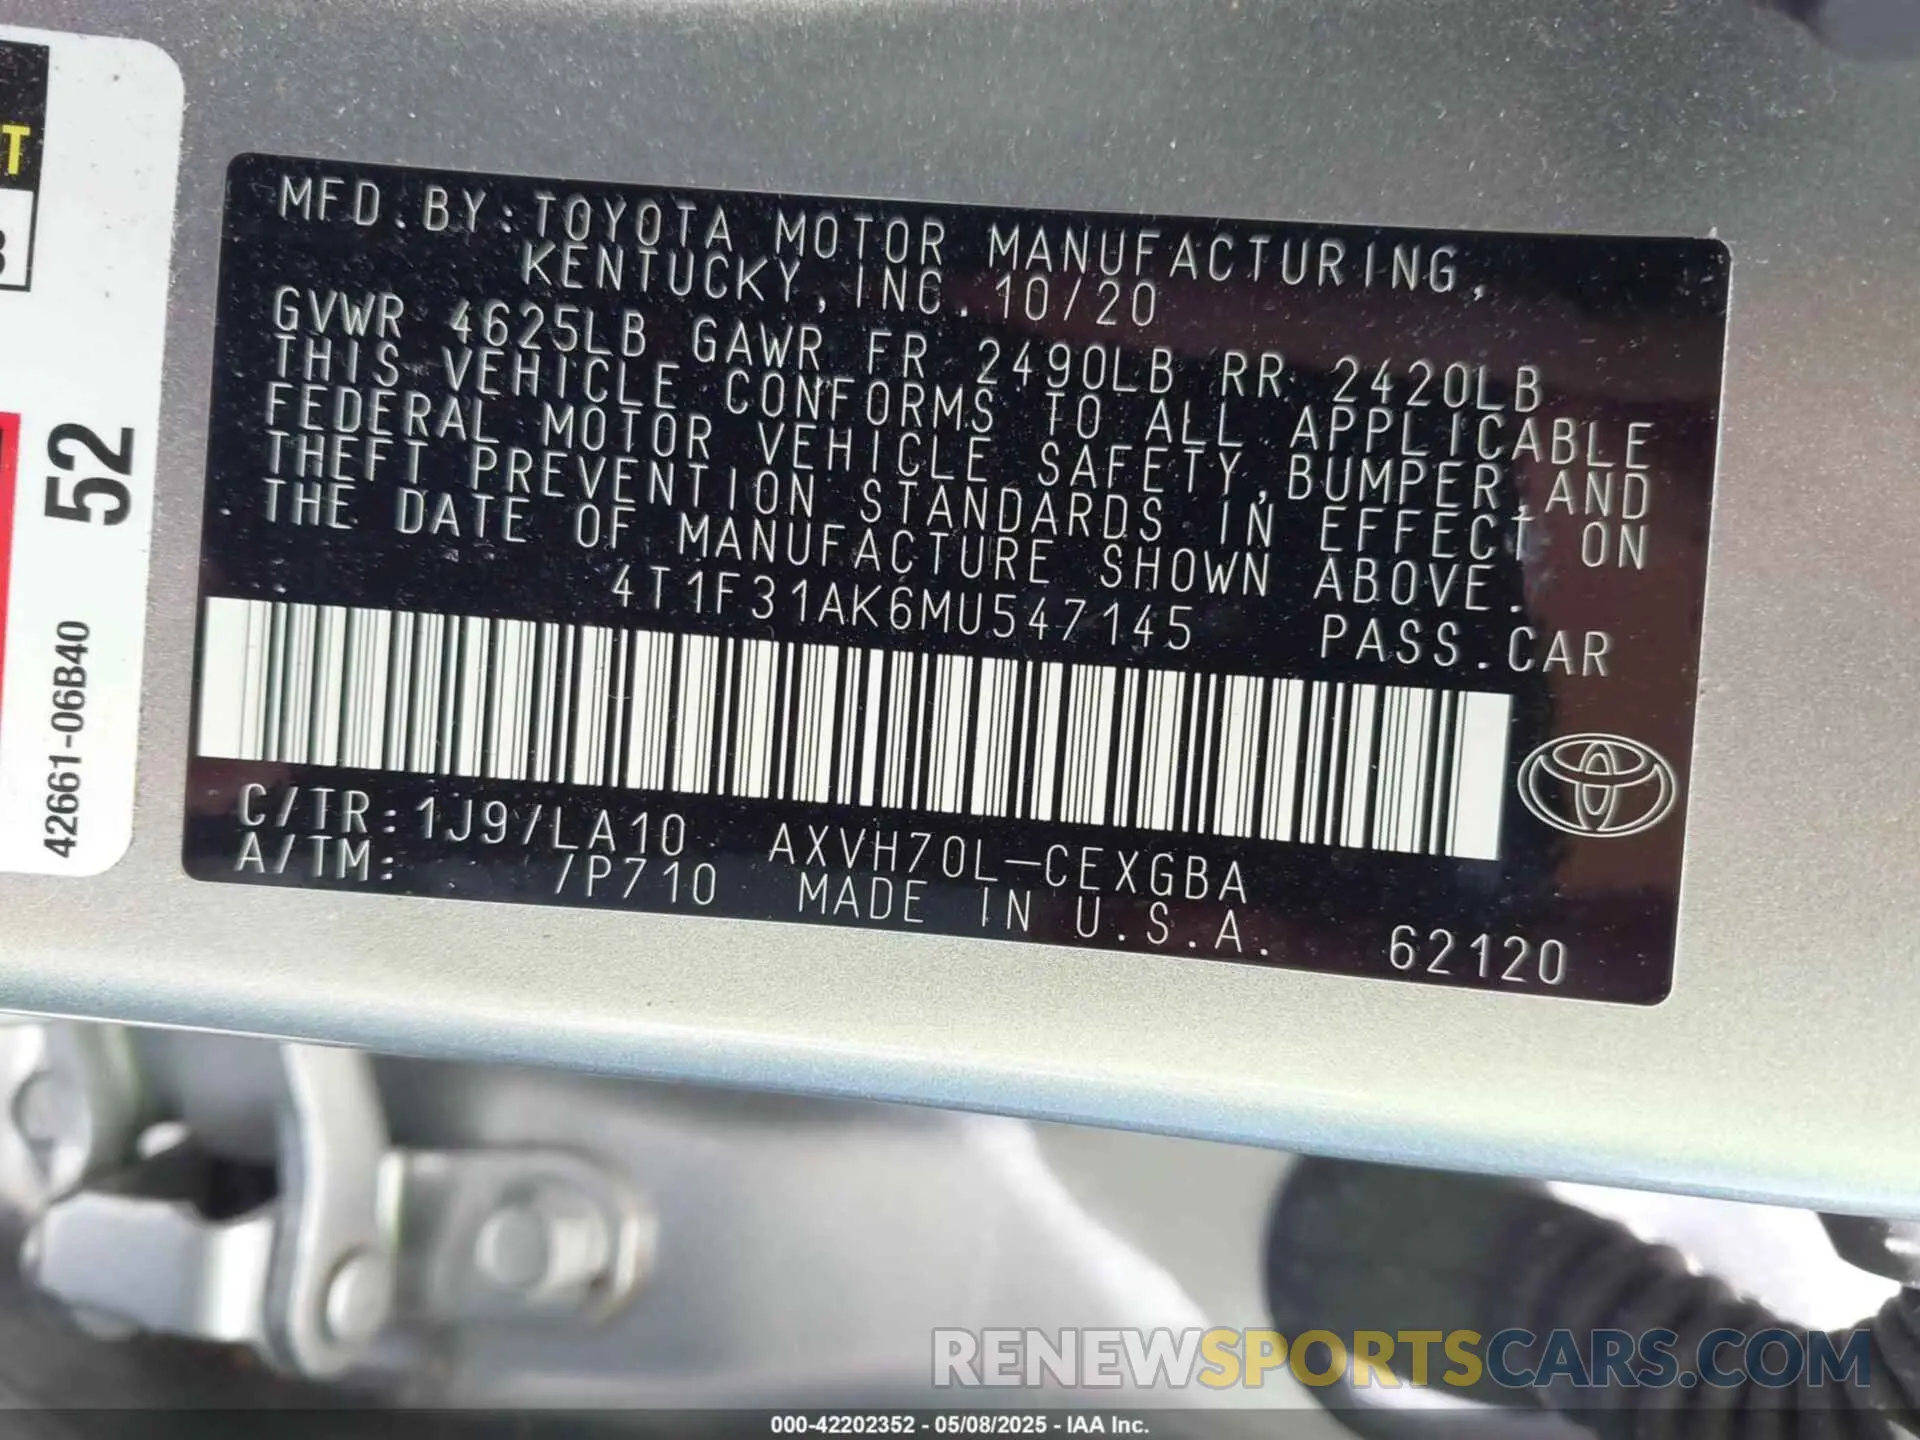 T
3
52
42661-06B40
MFD.BY:TOYOTA MOTOR MANUFACTURING,
KENTUCKY,INC. 10/20
GVWR 4625LB GAWR FR 2490LB RR 2420LB
THIS VEHICLE CONFORMS TO ALL APPLICABLE
FEDERAL MOTOR VEHICLE SAFETY,BUMPER,AND
THEFT PREVENTION STANDARDS IN EFFECT ON
THE DATE OF MANUFACTURE SHOWN ABOVE.
4T1F31AK6MU547145 PASS.CAR
C/TR:1J9/LA10 AXVH70L-CEXGBA
A/TM: /P710 MADE IN U.S.A. 62120
RENEWSPORTSCARS.COM
000-42202352 - 05/08/2025 - IAA Inc.